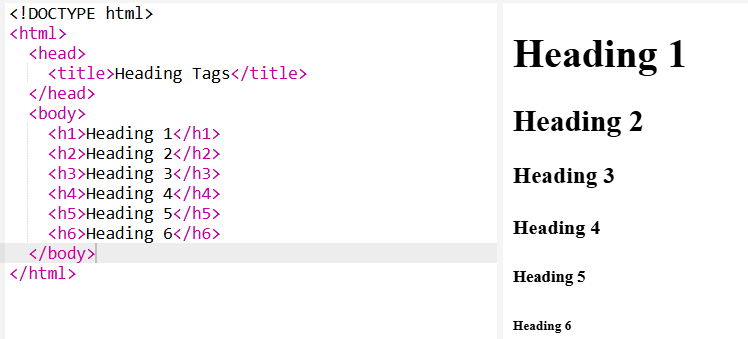 <!DOCTYPE html>
<html>
  <head>
    <title>Heading Tags</title>
  </head>
  <body>
    <h1>Heading 1</h1>
    <h2>Heading 2</h2>
    <h3>Heading 3</h3>
    <h4>Heading 4</h4>
    <h5>Heading 5</h5>
    <h6>Heading 6</h6>
  </body>
</html>
Heading 1
Heading 2
Heading 3
Heading 4
Heading 5
Heading 6